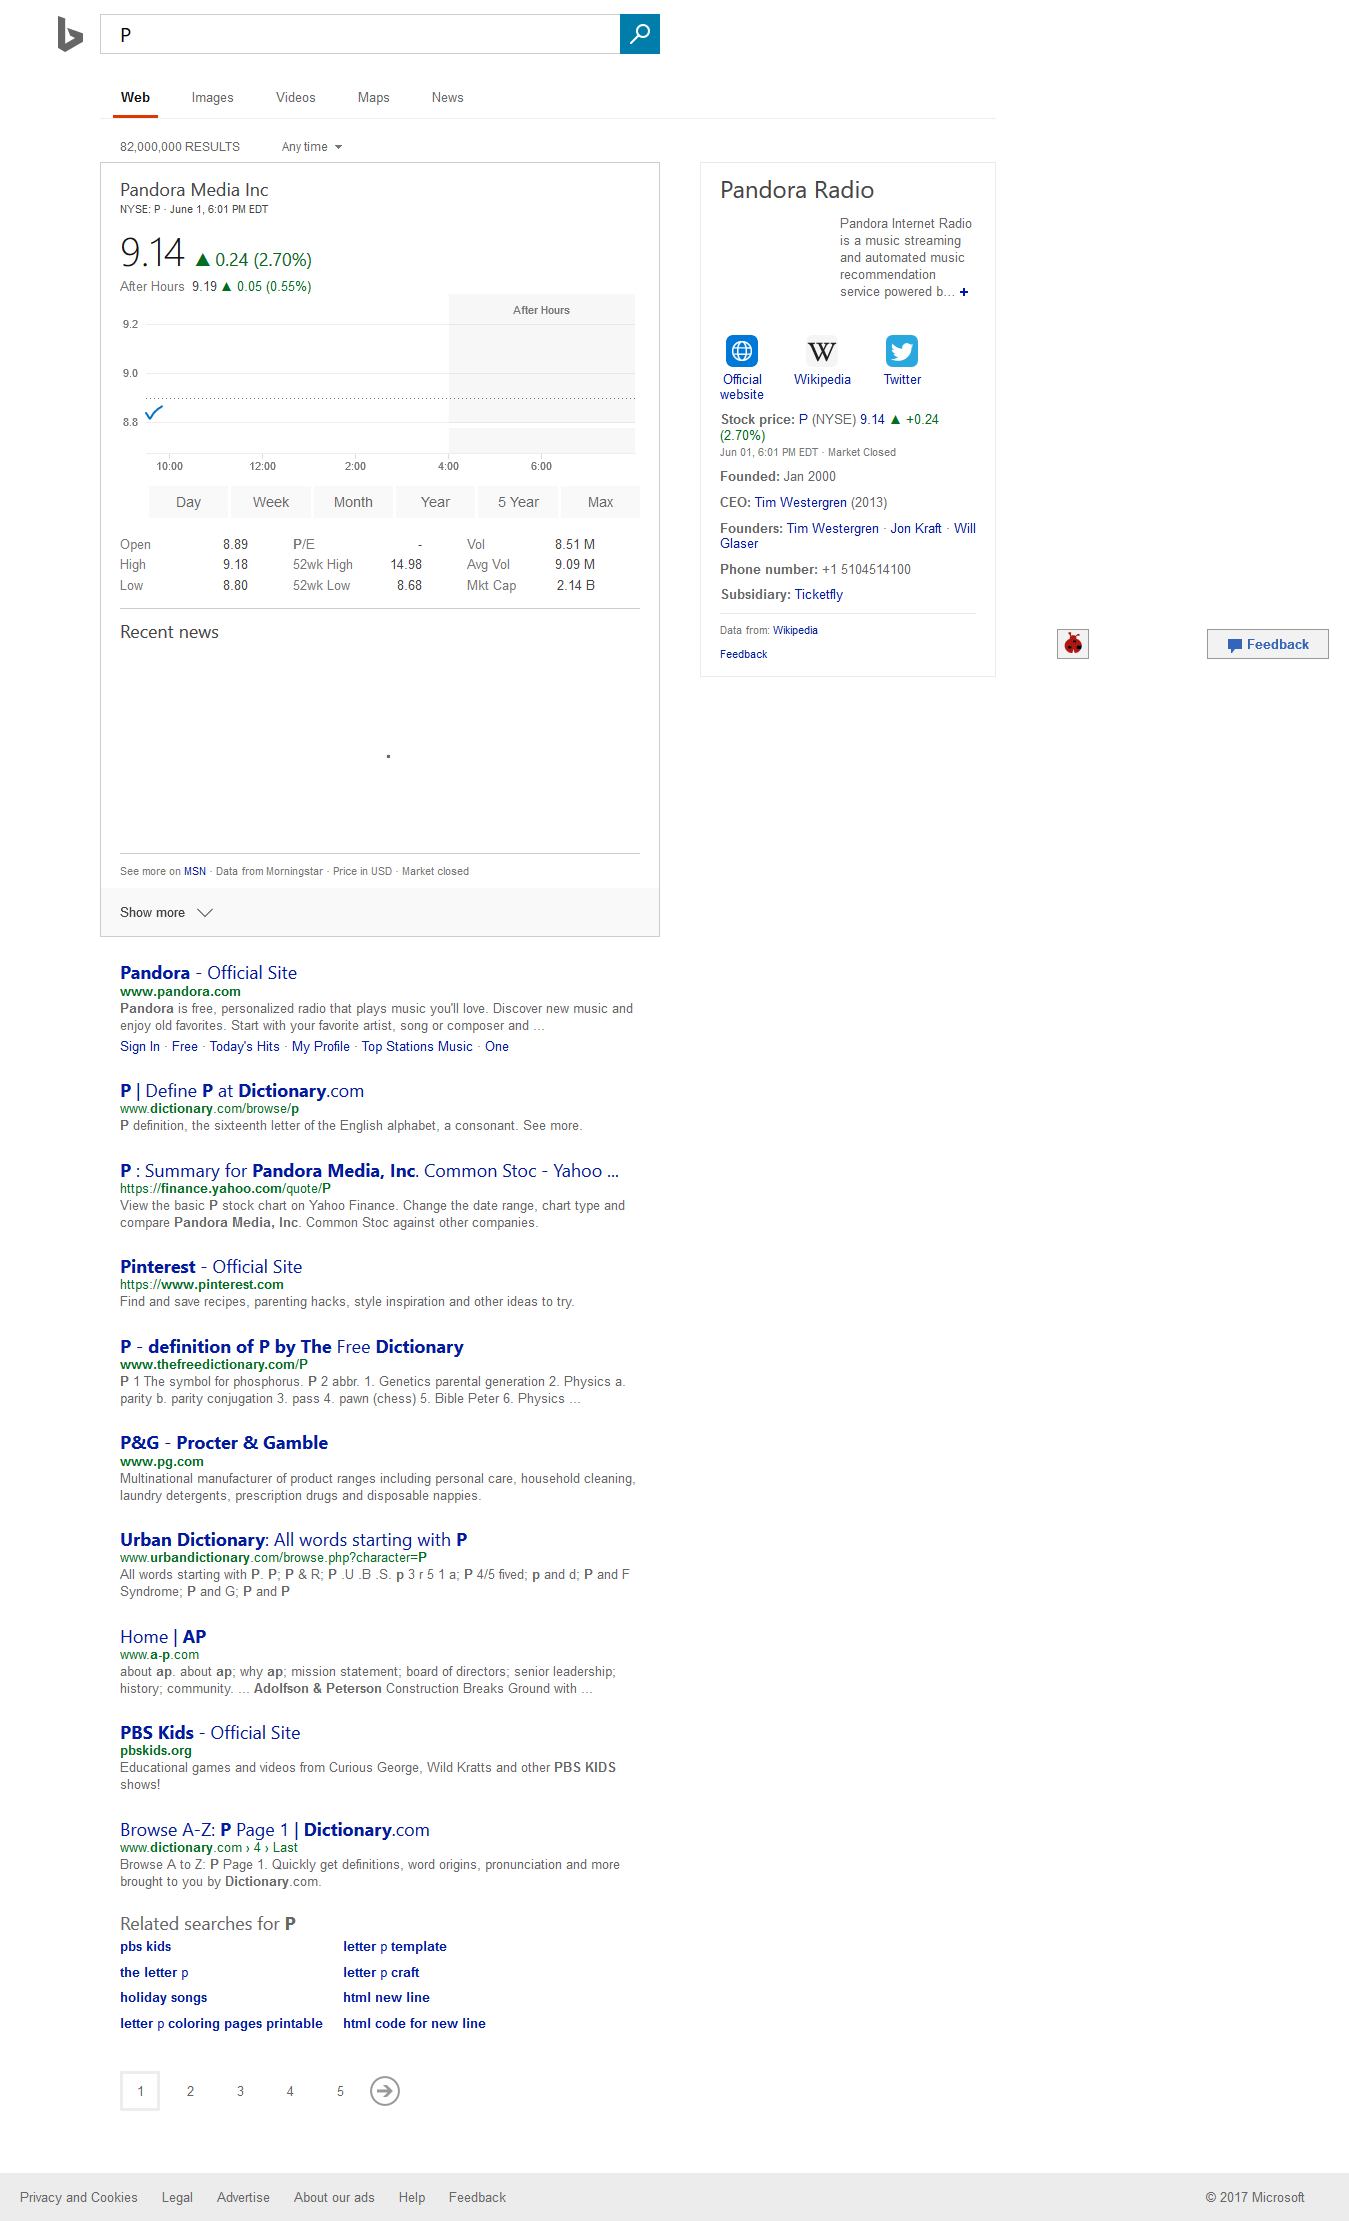 P
Web Images Videos Maps News
82,000,000 RESULTS Any time
Pandora Media Inc
NYSE: P · June 1, 6:01 PM EDT
9.14 ▲ 0.24 (2.70%)
After Hours 9.19 ▲ 0.05 (0.55%)
After Hours
9.2
9.0
8.8
10:00 12:00 2:00 4:00 6:00
Day Week Month Year 5 Year Max
Open 8.89 P/E - Vol 8.51 M
High 9.18 52wk High 14.98 Avg Vol 9.09 M
Low 8.80 52wk Low 8.68 Mkt Cap 2.14 B
Recent news
See more on MSN · Data from Morningstar · Price in USD · Market closed
Show more
Pandora - Official Site
www.pandora.com
Pandora is free, personalized radio that plays music you'll love. Discover new music and
enjoy old favorites. Start with your favorite artist, song or composer and ...
Sign In · Free · Today's Hits · My Profile · Top Stations Music · One
P | Define P at Dictionary.com
www.dictionary.com/browse/p
P definition, the sixteenth letter of the English alphabet, a consonant. See more.
P : Summary for Pandora Media, Inc. Common Stoc - Yahoo ...
https://finance.yahoo.com/quote/P
View the basic P stock chart on Yahoo Finance. Change the date range, chart type and
compare Pandora Media, Inc. Common Stoc against other companies.
Pinterest - Official Site
https://www.pinterest.com
Find and save recipes, parenting hacks, style inspiration and other ideas to try.
P - definition of P by The Free Dictionary
www.thefreedictionary.com/P
P 1 The symbol for phosphorus. P 2 abbr. 1. Genetics parental generation 2. Physics a.
parity b. parity conjugation 3. pass 4. pawn (chess) 5. Bible Peter 6. Physics ...
P&G - Procter & Gamble
www.pg.com
Multinational manufacturer of product ranges including personal care, household cleaning,
laundry detergents, prescription drugs and disposable nappies.
Urban Dictionary: All words starting with P
www.urbandictionary.com/browse.php?character=P
All words starting with P. P; P & R; P .U .B .S. p 3 r 5 1 a; P 4/5 fived; p and d; P and F
Syndrome; P and G; P and P
Home | AP
www.a-p.com
about ap. about ap; why ap; mission statement; board of directors; senior leadership;
history; community. ... Adolfson & Peterson Construction Breaks Ground with ...
PBS Kids - Official Site
pbskids.org
Educational games and videos from Curious George, Wild Kratts and other PBS KIDS
shows!
Browse A-Z: P Page 1 | Dictionary.com
www.dictionary.com › 4 › Last
Browse A to Z: P Page 1. Quickly get definitions, word origins, pronunciation and more
brought to you by Dictionary.com.
Related searches for P
pbs kids
the letter p
holiday songs
letter p coloring pages printable
letter p template
letter p craft
html new line
html code for new line
1 2 3 4 5
Pandora Radio
Pandora Internet Radio
is a music streaming
and automated music
recommendation
service powered b... +
Official
website
Wikipedia
Twitter
Stock price: P (NYSE) 9.14 ▲ +0.24
(2.70%)
Jun 01, 6:01 PM EDT · Market Closed
Founded: Jan 2000
CEO: Tim Westergren (2013)
Founders: Tim Westergren · Jon Kraft · Will
Glaser
Phone number: +1 5104514100
Subsidiary: Ticketfly
Data from: Wikipedia
Feedback
Feedback
Privacy and Cookies Legal Advertise About our ads Help Feedback © 2017 Microsoft